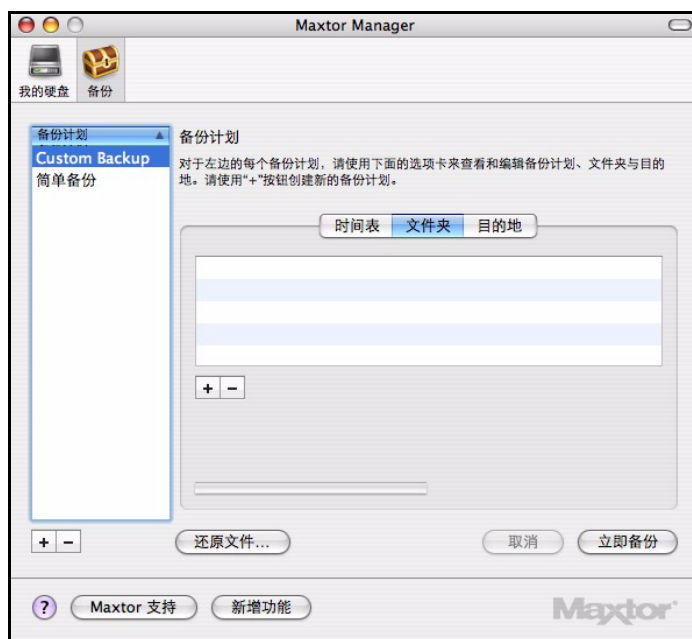 Maxtor Manager
我的硬盘 备份
备份计划
Custom Backup
简单备份
备份计划
对于左边的每个备份计划，请使用下面的选项卡来查看和编辑备份计划、文件夹与目的
地。请使用“+”按钮创建新的备份计划。
时间表 文件夹 目的地
+ −
+ −
还原文件... 取消 立即备份
? Maxtor 支持 新增功能 Maxtor